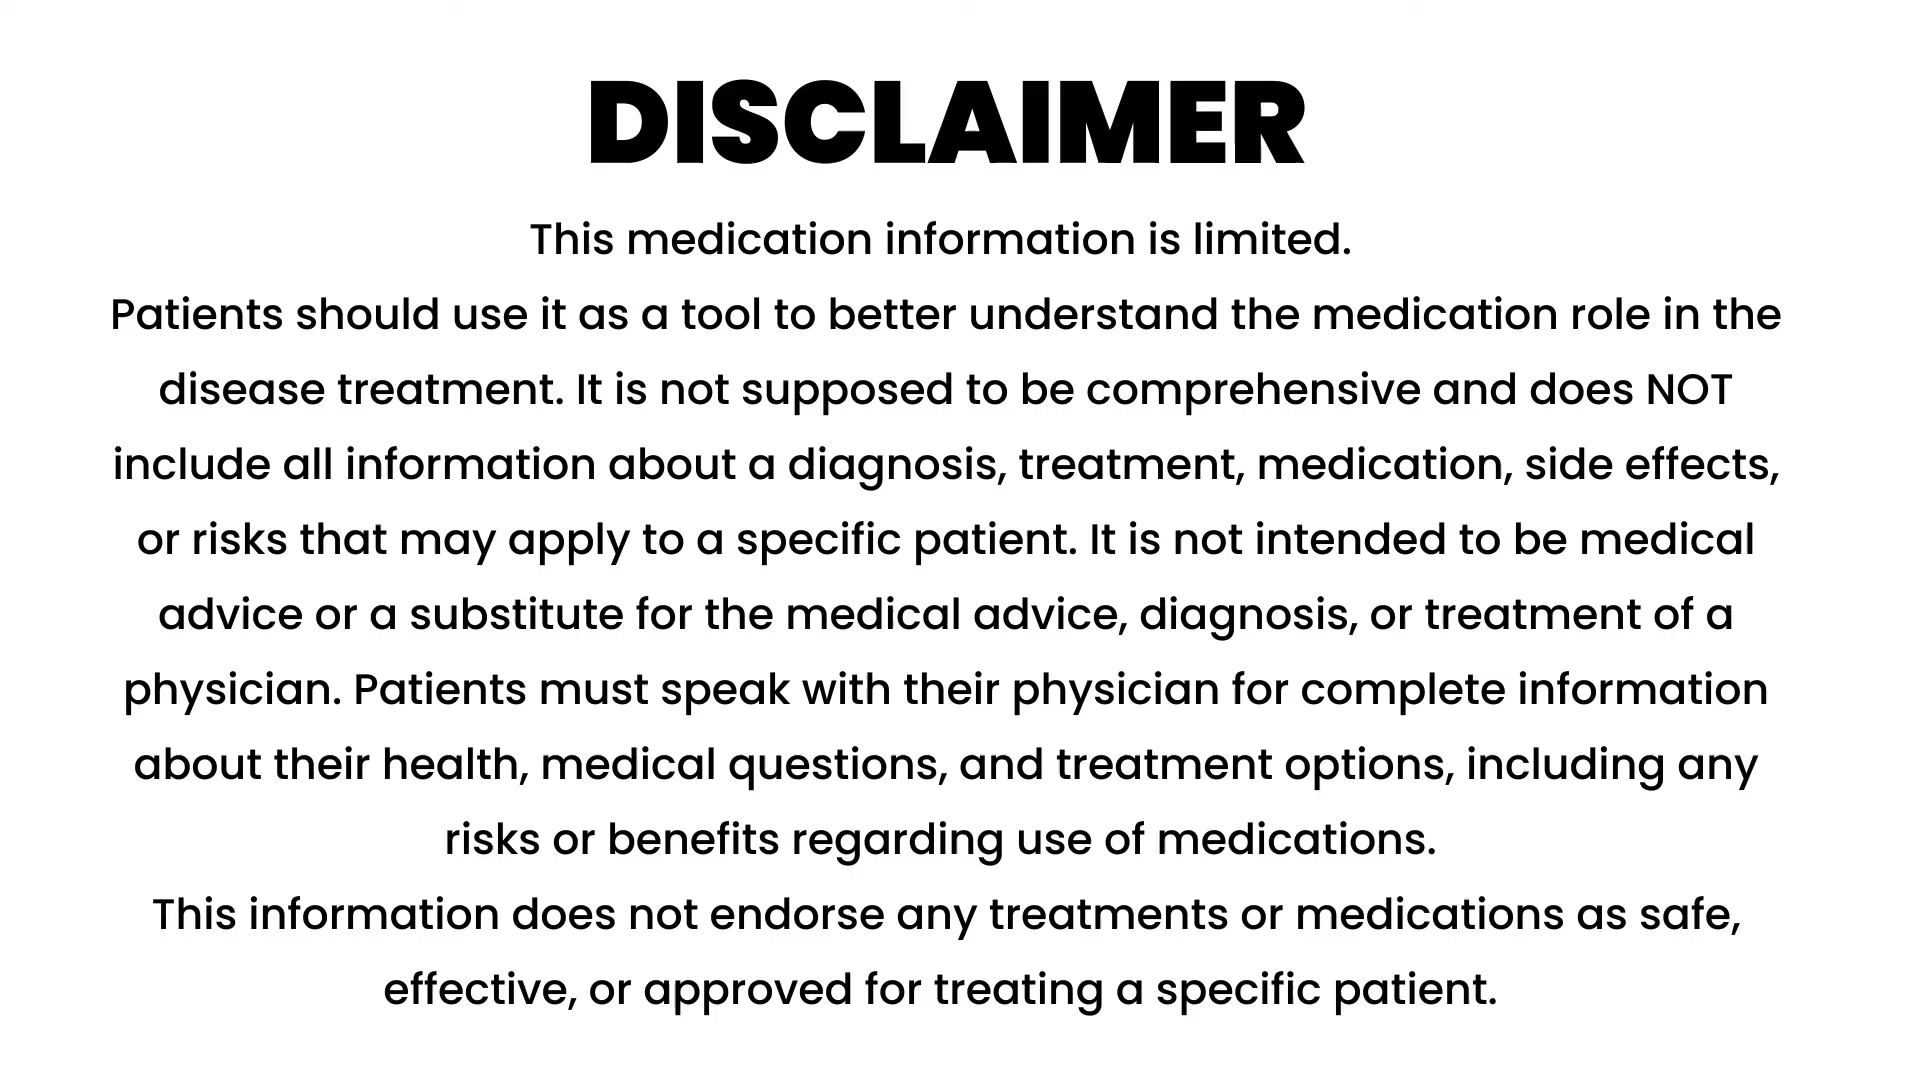 DISCLAIMER
This medication information is limited.
Patients should use it as a tool to better understand the medication role in the
disease treatment. It is not supposed to be comprehensive and does NOT
include all information about a diagnosis, treatment, medication, side effects,
or risks that may apply to a specific patient. It is not intended to be medical
advice or a substitute for the medical advice, diagnosis, or treatment of a
physician. Patients must speak with their physician for complete information
about their health, medical questions, and treatment options, including any
risks or benefits regarding use of medications.
This information does not endorse any treatments or medications as safe,
effective, or approved for treating a specific patient.